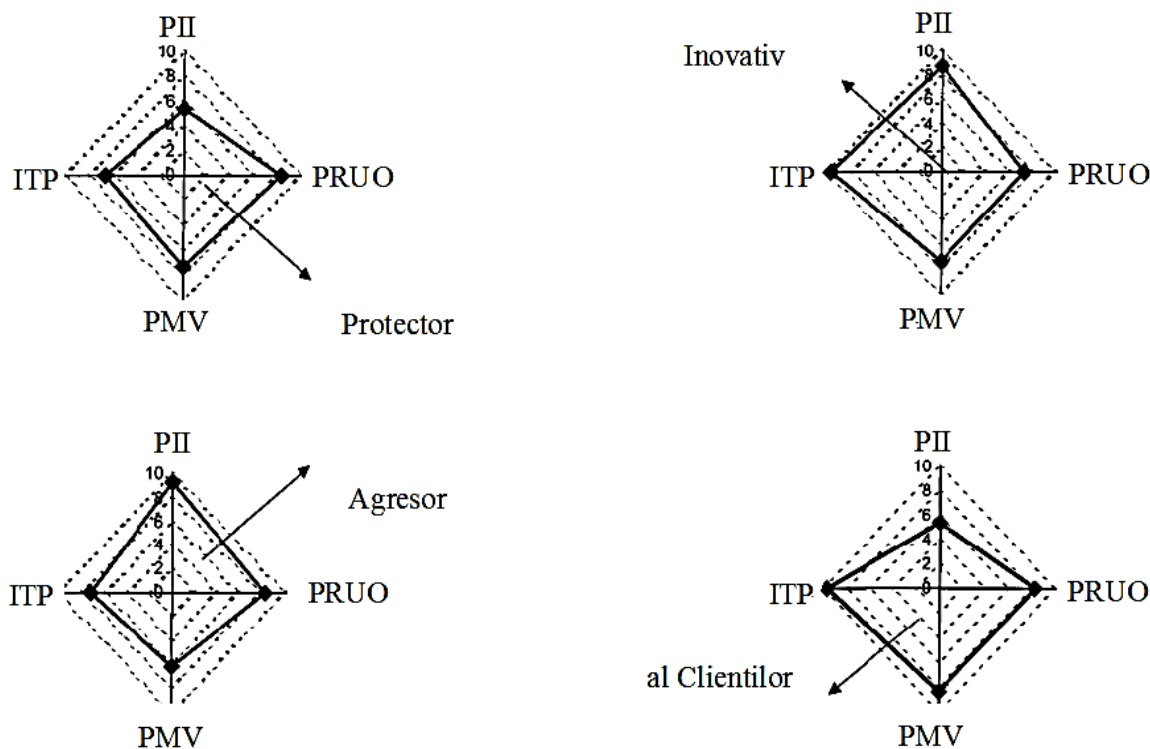 PII
10
8
6
4
2
0
ITP
PRUO
PMV
Protector
PII
Inovativ
10
8
6
4
2
0
ITP
PRUO
PMV
PII
10
8
6
4
2
0
Agresor
ITP
PRUO
PMV
PII
10
8
6
4
2
0
ITP
PRUO
al Clientilor
PMV